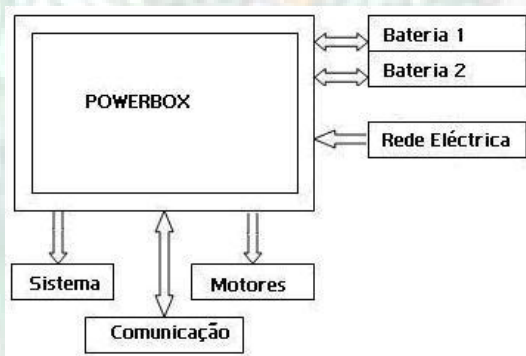 Bateria 1
Bateria 2
POWERBOX
Rede Eléctrica
Sistema
Motores
Comunicação